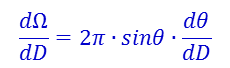 dΩ/dD = 2π · sinθ · dθ/dD